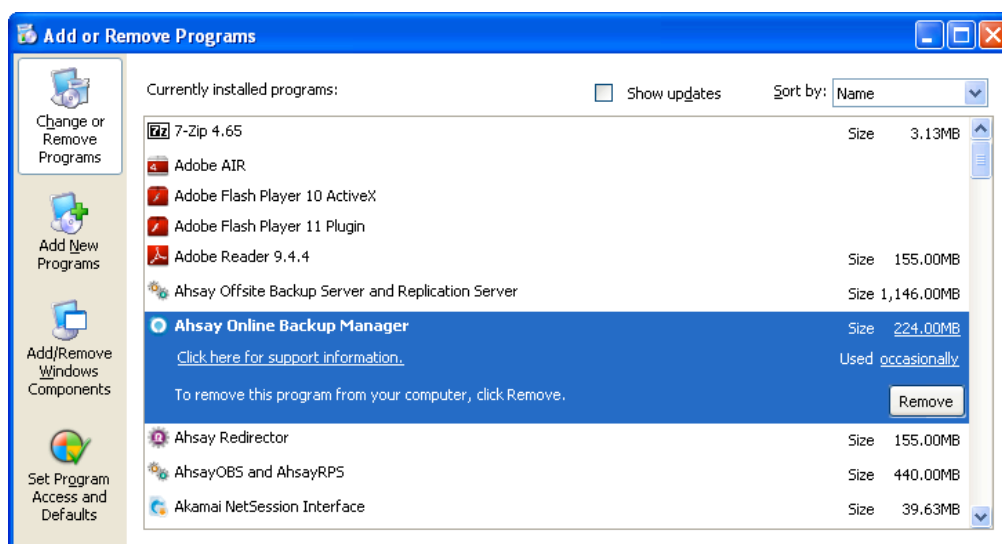 Add or Remove Programs
Change or
Remove
Programs
Add New
Programs
Add/Remove
Windows
Components
Set Program
Access and
Defaults
Currently installed programs:
Show updates
Sort by: Name
7-Zip 4.65 Size 3.13MB
Adobe AIR
Adobe Flash Player 10 ActiveX
Adobe Flash Player 11 Plugin
Adobe Reader 9.4.4 Size 155.00MB
Ahsay Offsite Backup Server and Replication Server Size 1,146.00MB
Ahsay Online Backup Manager Size 224.00MB
Click here for support information. Used occasionally
To remove this program from your computer, click Remove. Remove
Ahsay Redirector Size 155.00MB
AhsayOBS and AhsayRPS Size 440.00MB
Akamai NetSession Interface Size 39.63MB